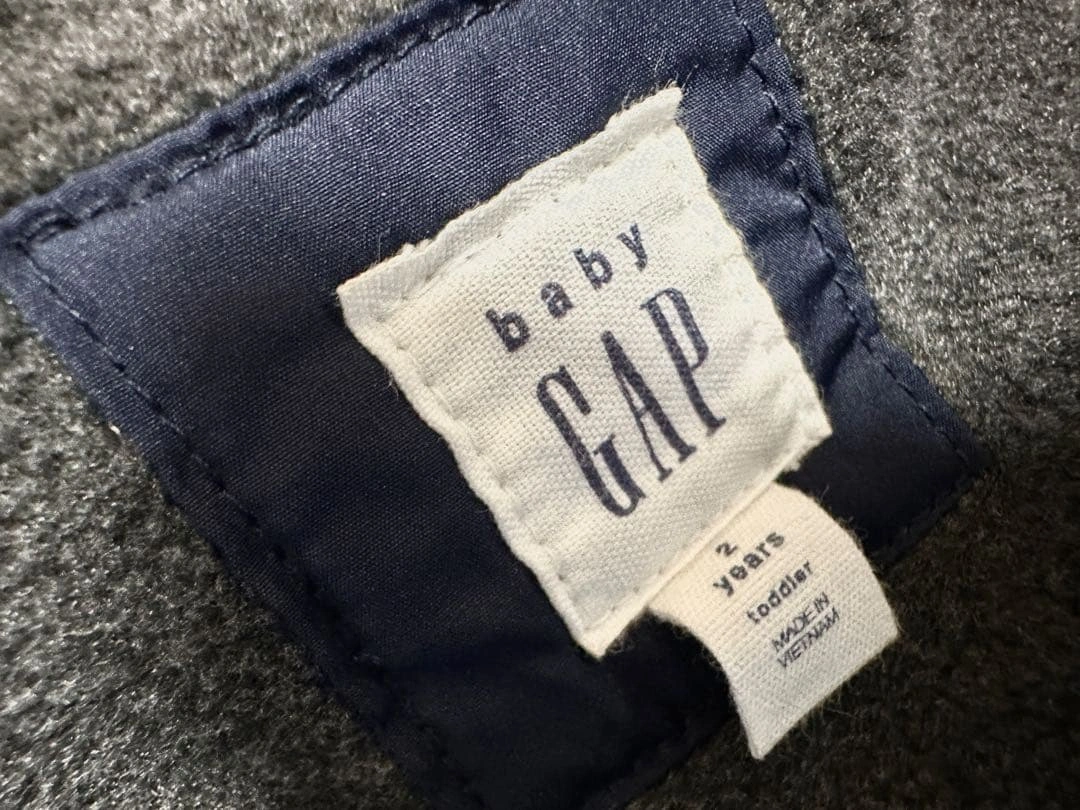 baby
GAP
2
years
toddler
MADE IN
VIETNAM